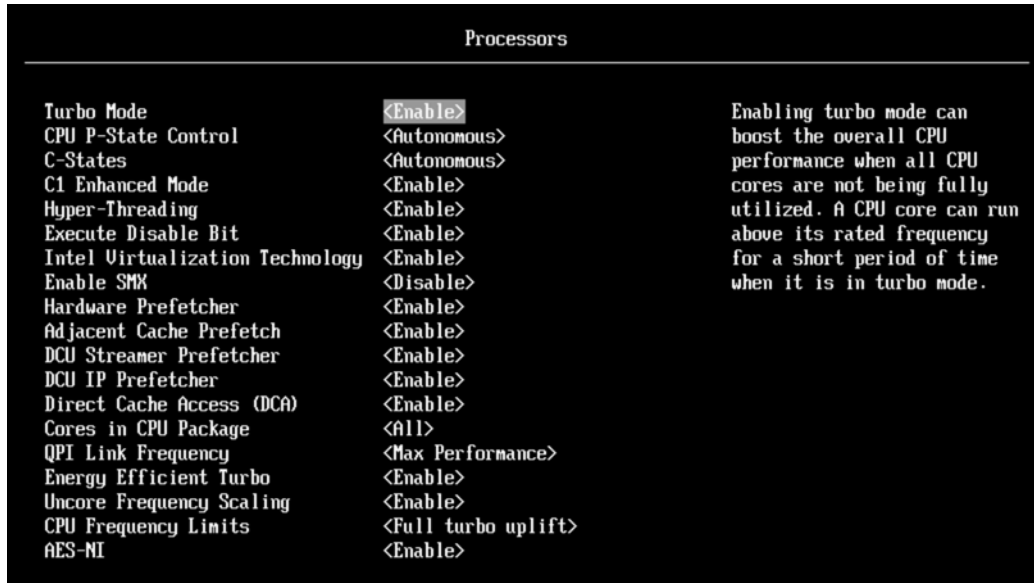 Processors
Turbo Mode <Enable>
CPU P-State Control <Autonomous>
C-States <Autonomous>
C1 Enhanced Mode <Enable>
Hyper-Threading <Enable>
Execute Disable Bit <Enable>
Intel Virtualization Technology <Enable>
Enable SMX <Disable>
Hardware Prefetcher <Enable>
Adjacent Cache Prefetch <Enable>
DCU Streamer Prefetcher <Enable>
DCU IP Prefetcher <Enable>
Direct Cache Access (DCA) <Enable>
Cores in CPU Package <All>
QPI Link Frequency <Max Performance>
Energy Efficient Turbo <Enable>
Uncore Frequency Scaling <Enable>
CPU Frequency Limits <Full turbo uplift>
AES-NI <Enable>
Enabling turbo mode can
boost the overall CPU
performance when all CPU
cores are not being fully
utilized. A CPU core can run
above its rated frequency
for a short period of time
when it is in turbo mode.